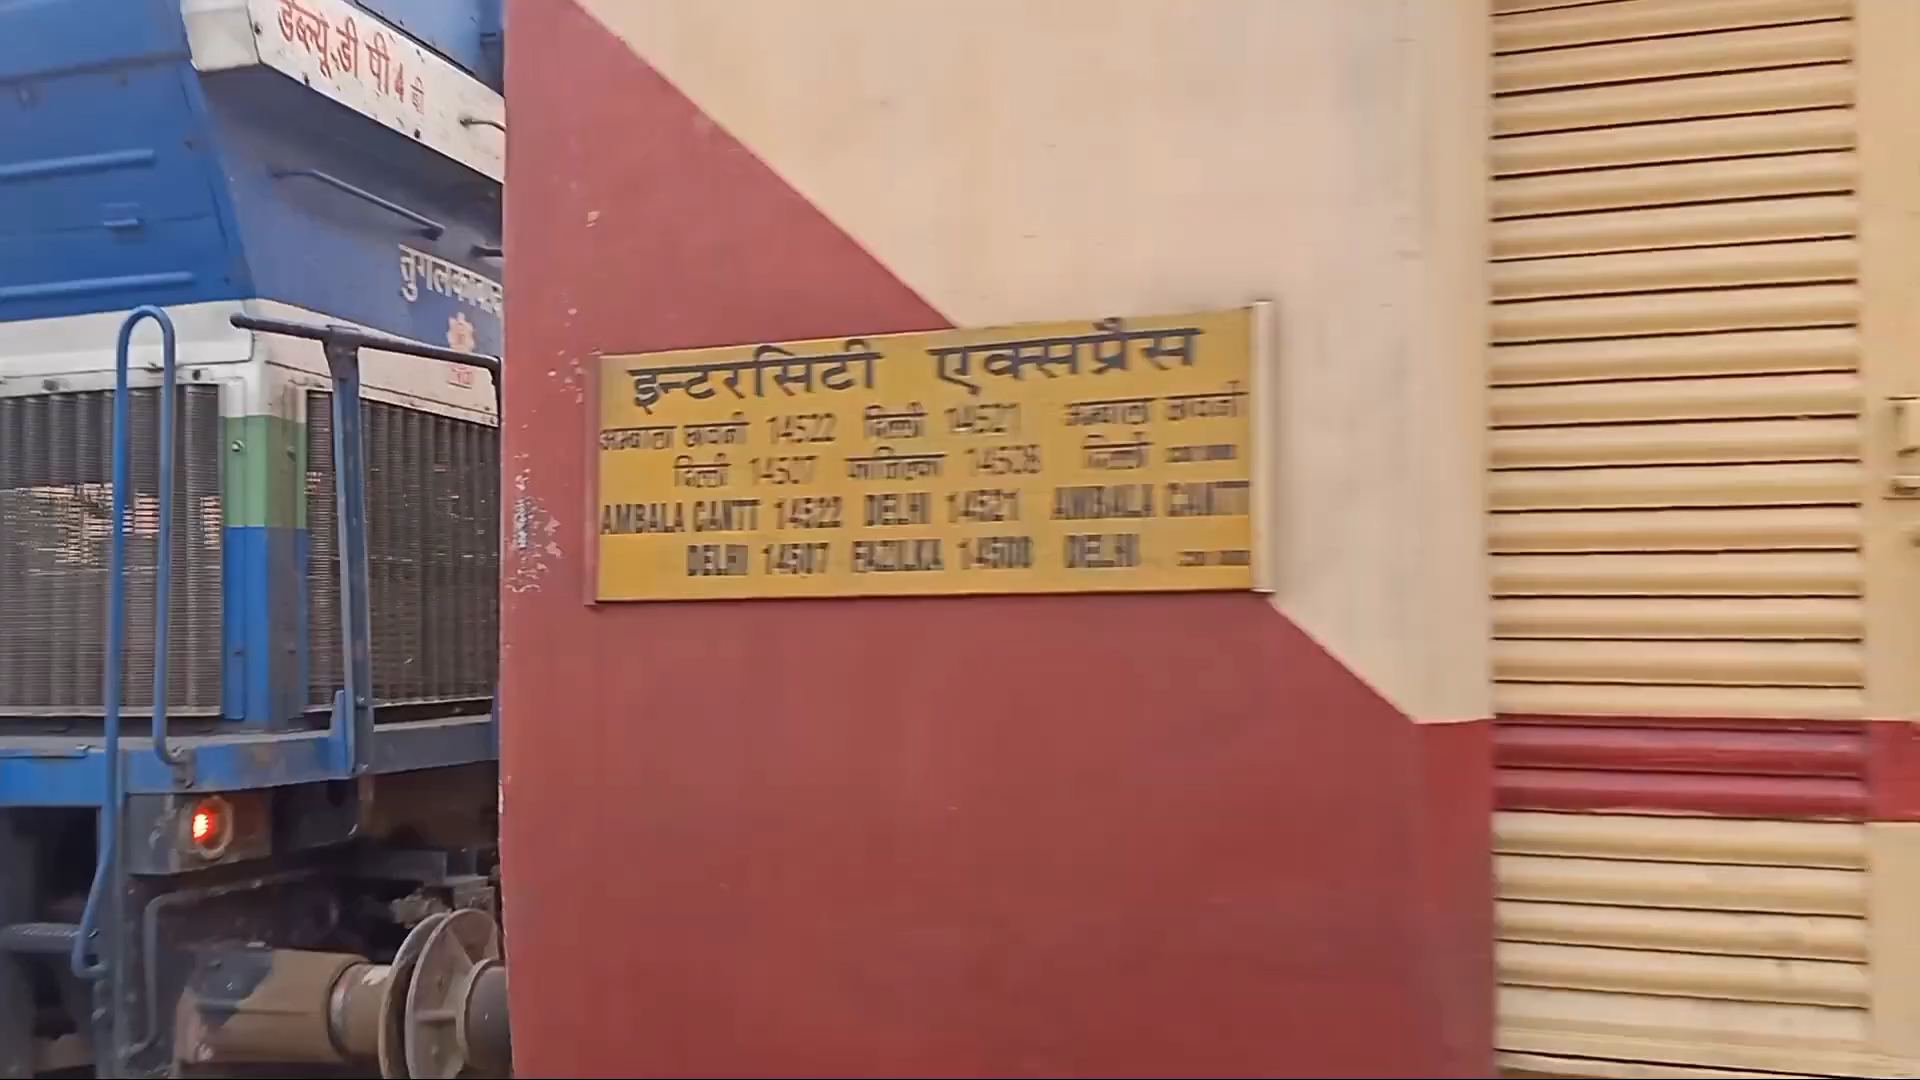 डब्ल्यू.डी पी 4 बी
तुगलकाबाद
इन्टरसिटी एक्सप्रैस
अम्बाला छावनी 14522 दिल्ली 14521 अम्बाला छावनी
दिल्ली 14507 फाजिल्का 14508 दिल्ली
AMBALA CANTT 14522 DELHI 14521 AMBALA CANTT
DELHI 14507 FAZILKA 14508 DELHI